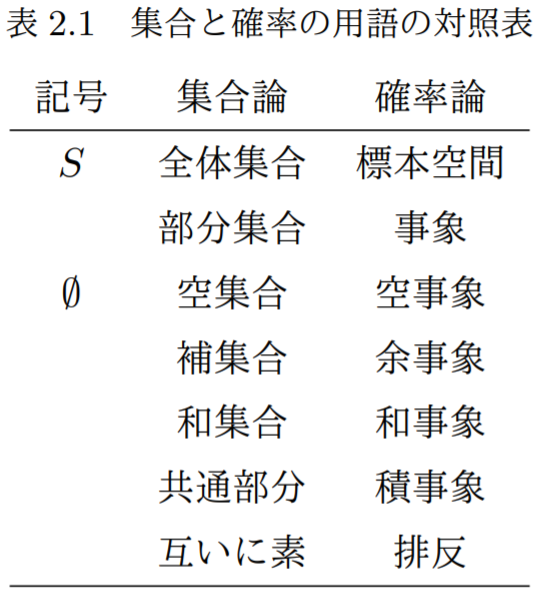 表 2.1　集合と確率の用語の対照表
記号 集合論 確率論
S 全体集合 標本空間
部分集合 事象
∅ 空集合 空事象
補集合 余事象
和集合 和事象
共通部分 積事象
互いに素 排反